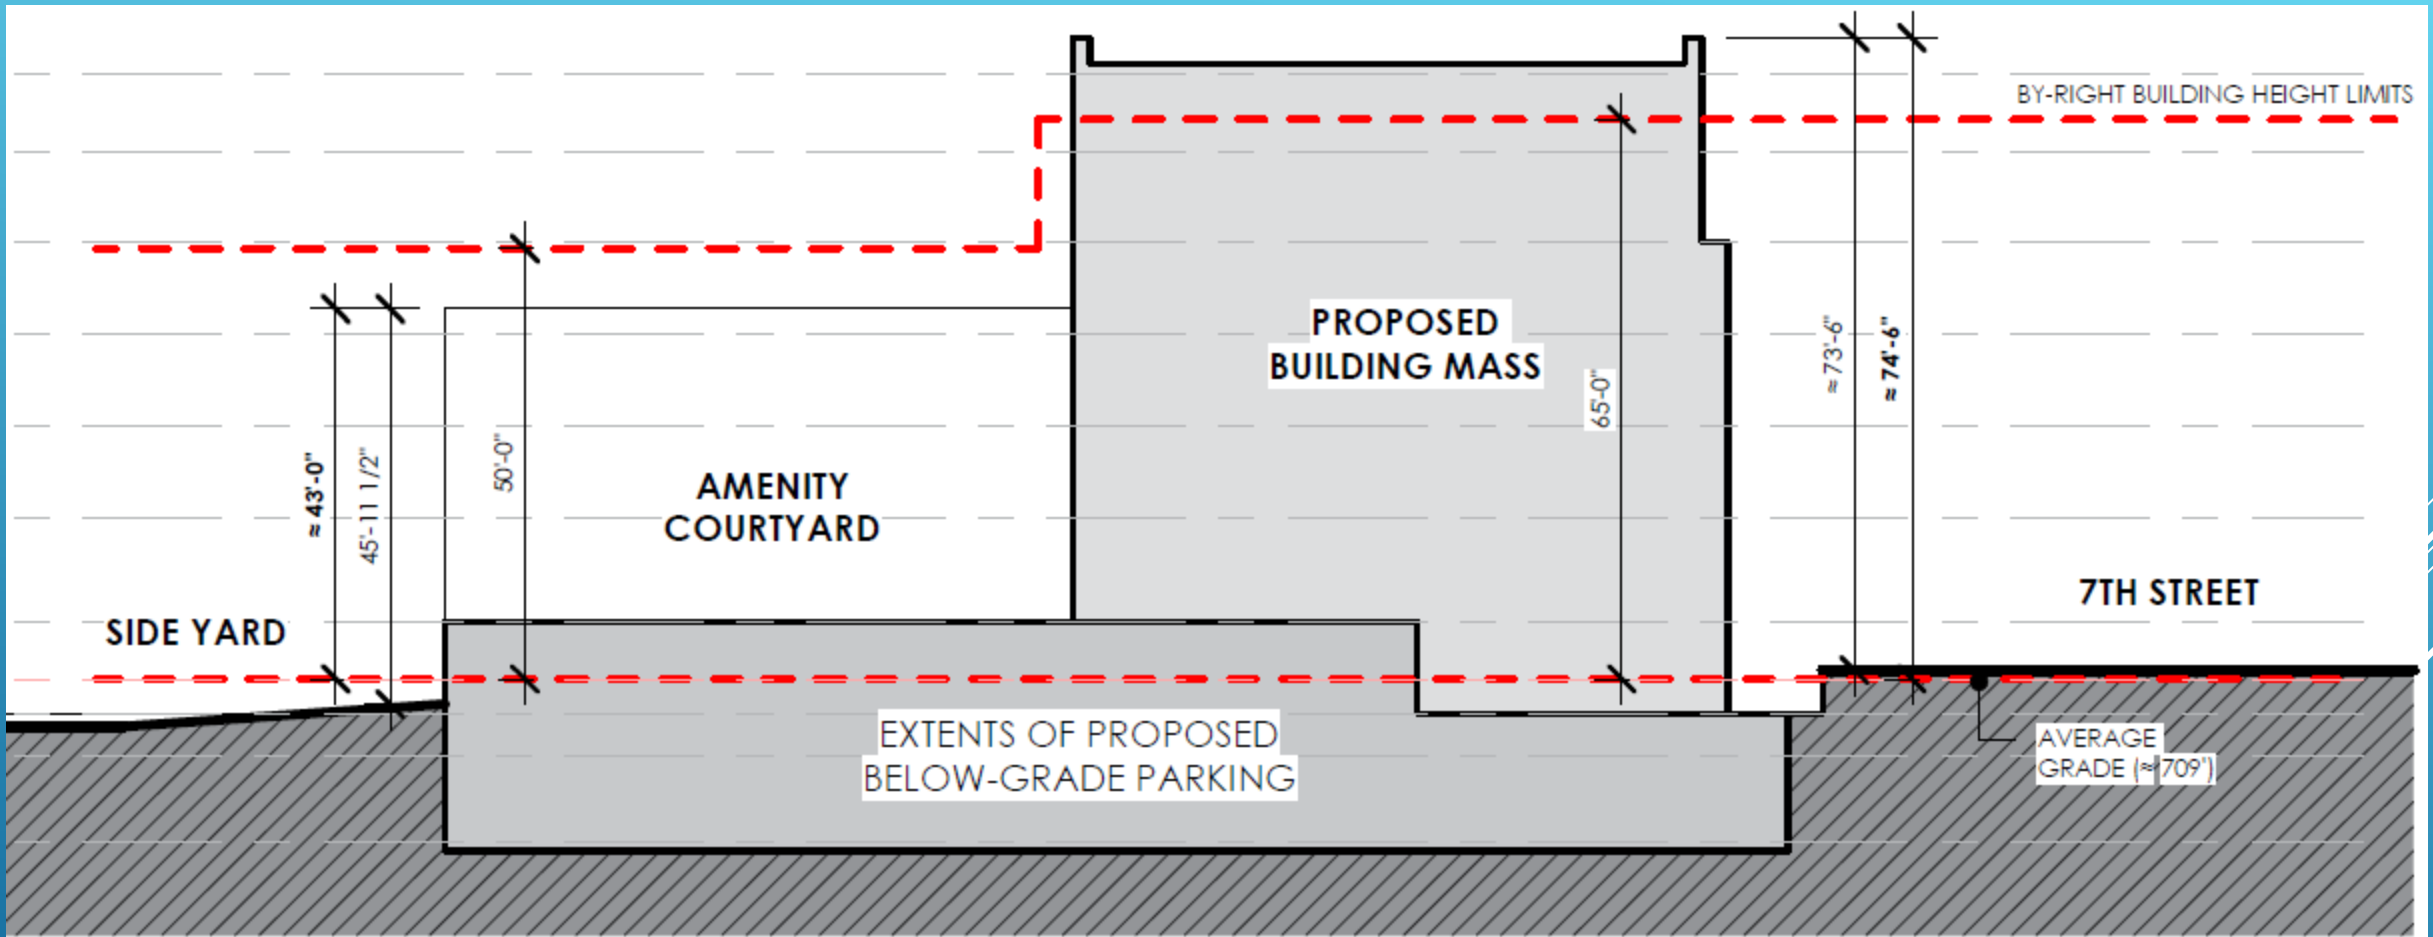 BY-RIGHT BUILDING HEIGHT LIMITS
PROPOSED
BUILDING MASS
65'-0"
≈73'-6"
≈ 74'-6"
≈43'-0"
45'-11 1/2"
50'-0"
AMENITY
COURTYARD
SIDE YARD
7TH STREET
EXTENTS OF PROPOSED
BELOW-GRADE PARKING
AVERAGE
GRADE (≈709')